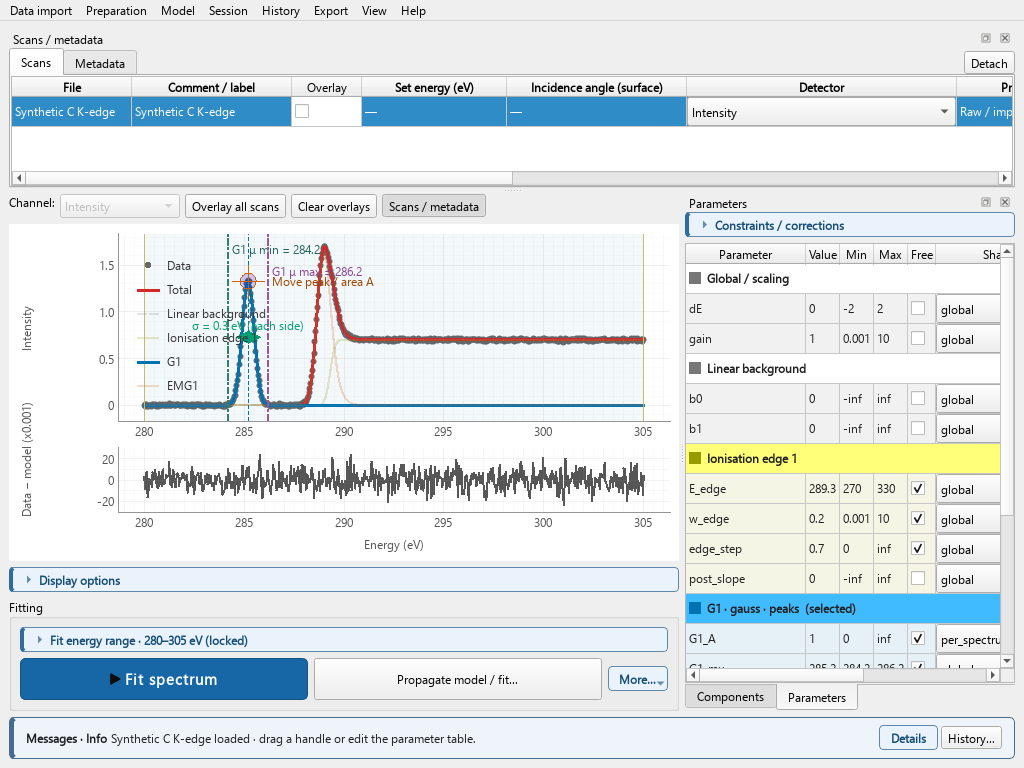 Data import Preparation Model Session History Export View Help
Scans / metadata
Scans Metadata Detach
File Comment / label Overlay Set energy (eV) Incidence angle (surface) Detector Pr
Synthetic C K-edge Synthetic C K-edge — — Intensity Raw / imp
Channel: Intensity Overlay all scans Clear overlays Scans / metadata
Intensity
1.5
1.0
0.5
0
Data
Total
Linear background
Ionisation edge
G1
EMG1
G1 μ min = 284.2
G1 μ max = 286.2
Move peak / area A
σ = 0.3 eV (each side)
280 285 290 295 300 305
Data − model (x0.001)
20
0
-20
280 285 290 295 300 305
Energy (eV)
Display options
Fitting
Fit energy range · 280–305 eV (locked)
Fit spectrum Propagate model / fit... More...
Parameters
Constraints / corrections
Parameter Value Min Max Free Sha
Global / scaling
dE 0 -2 2 global
gain 1 0.001 10 global
Linear background
b0 0 -inf inf global
b1 0 -inf inf global
Ionisation edge 1
E_edge 289.3 270 330 global
w_edge 0.2 0.001 10 global
edge_step 0.7 0 inf global
post_slope 0 -inf inf global
G1 · gauss · peaks (selected)
G1_A 1 0 inf per_spectru
Components Parameters
Messages · Info Synthetic C K-edge loaded · drag a handle or edit the parameter table. Details History...